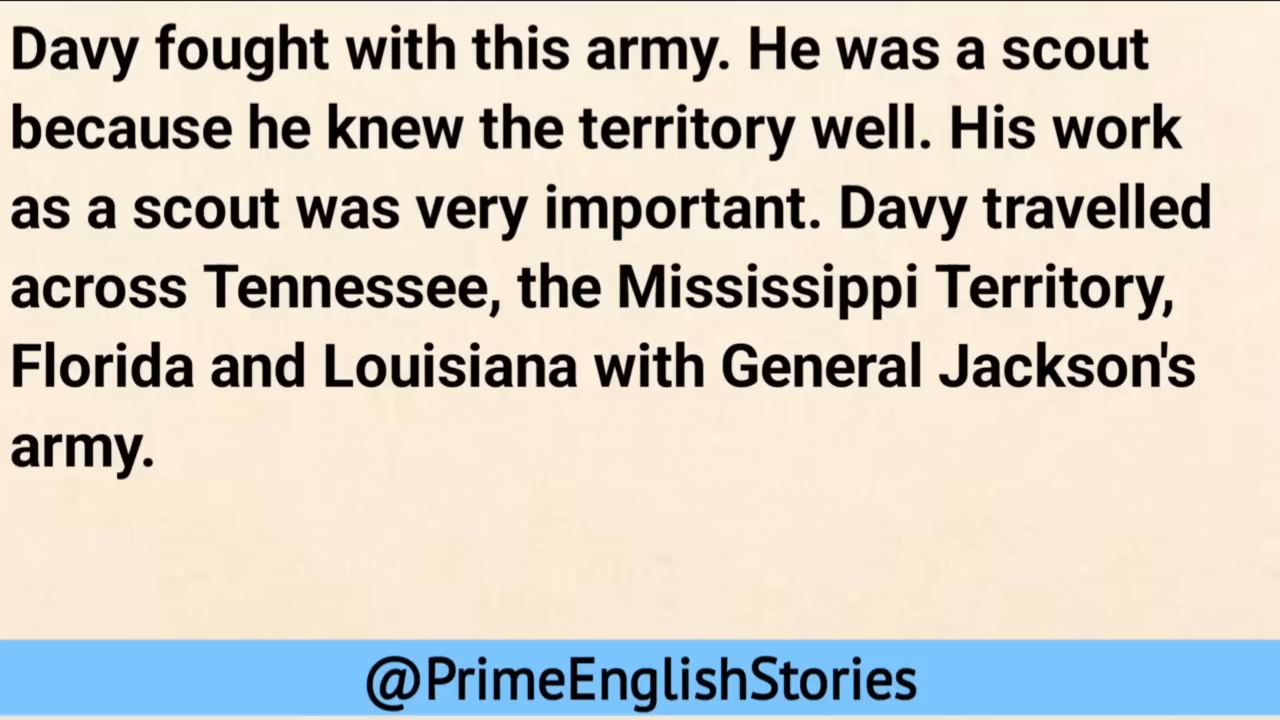 Davy fought with this army. He was a scout
because he knew the territory well. His work
as a scout was very important. Davy travelled
across Tennessee, the Mississippi Territory,
Florida and Louisiana with General Jackson's
army.
@PrimeEnglishStories